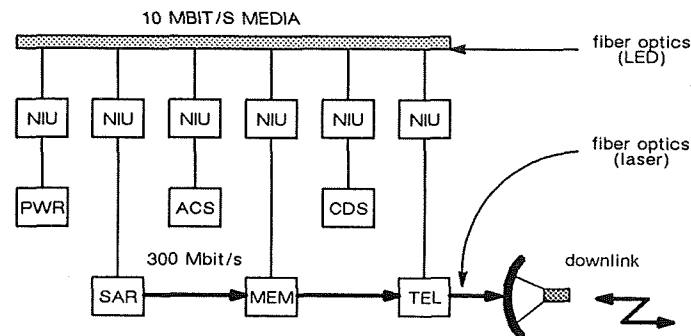 10 MBIT/S MEDIA
fiber optics
(LED)
NIU NIU NIU NIU NIU NIU
fiber optics
(laser)
PWR ACS CDS
300 Mbit/s
downlink
SAR MEM TEL